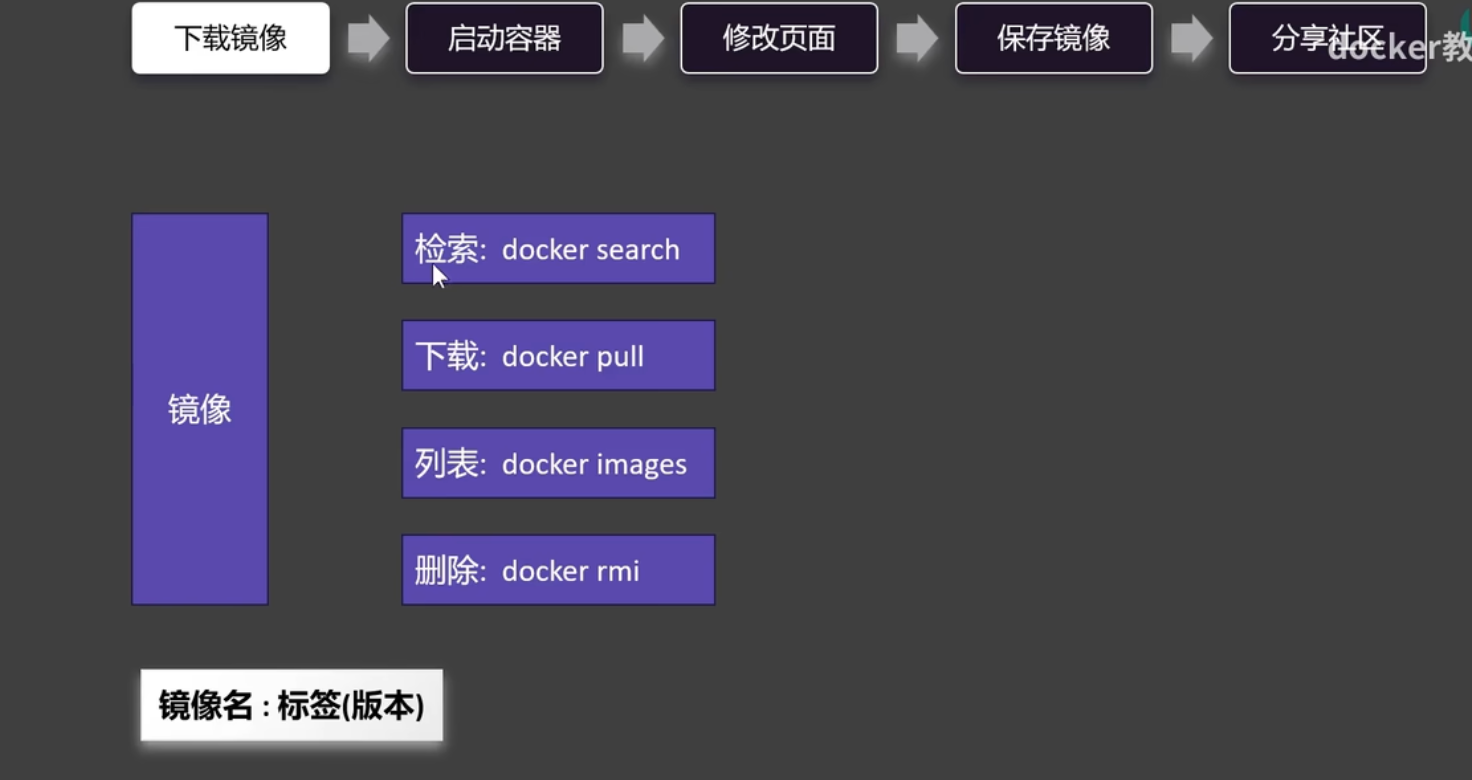 下载镜像
启动容器
修改页面
保存镜像
分享社区
docker教
镜像
检索: docker search
下载: docker pull
列表: docker images
删除: docker rmi
镜像名 : 标签(版本)